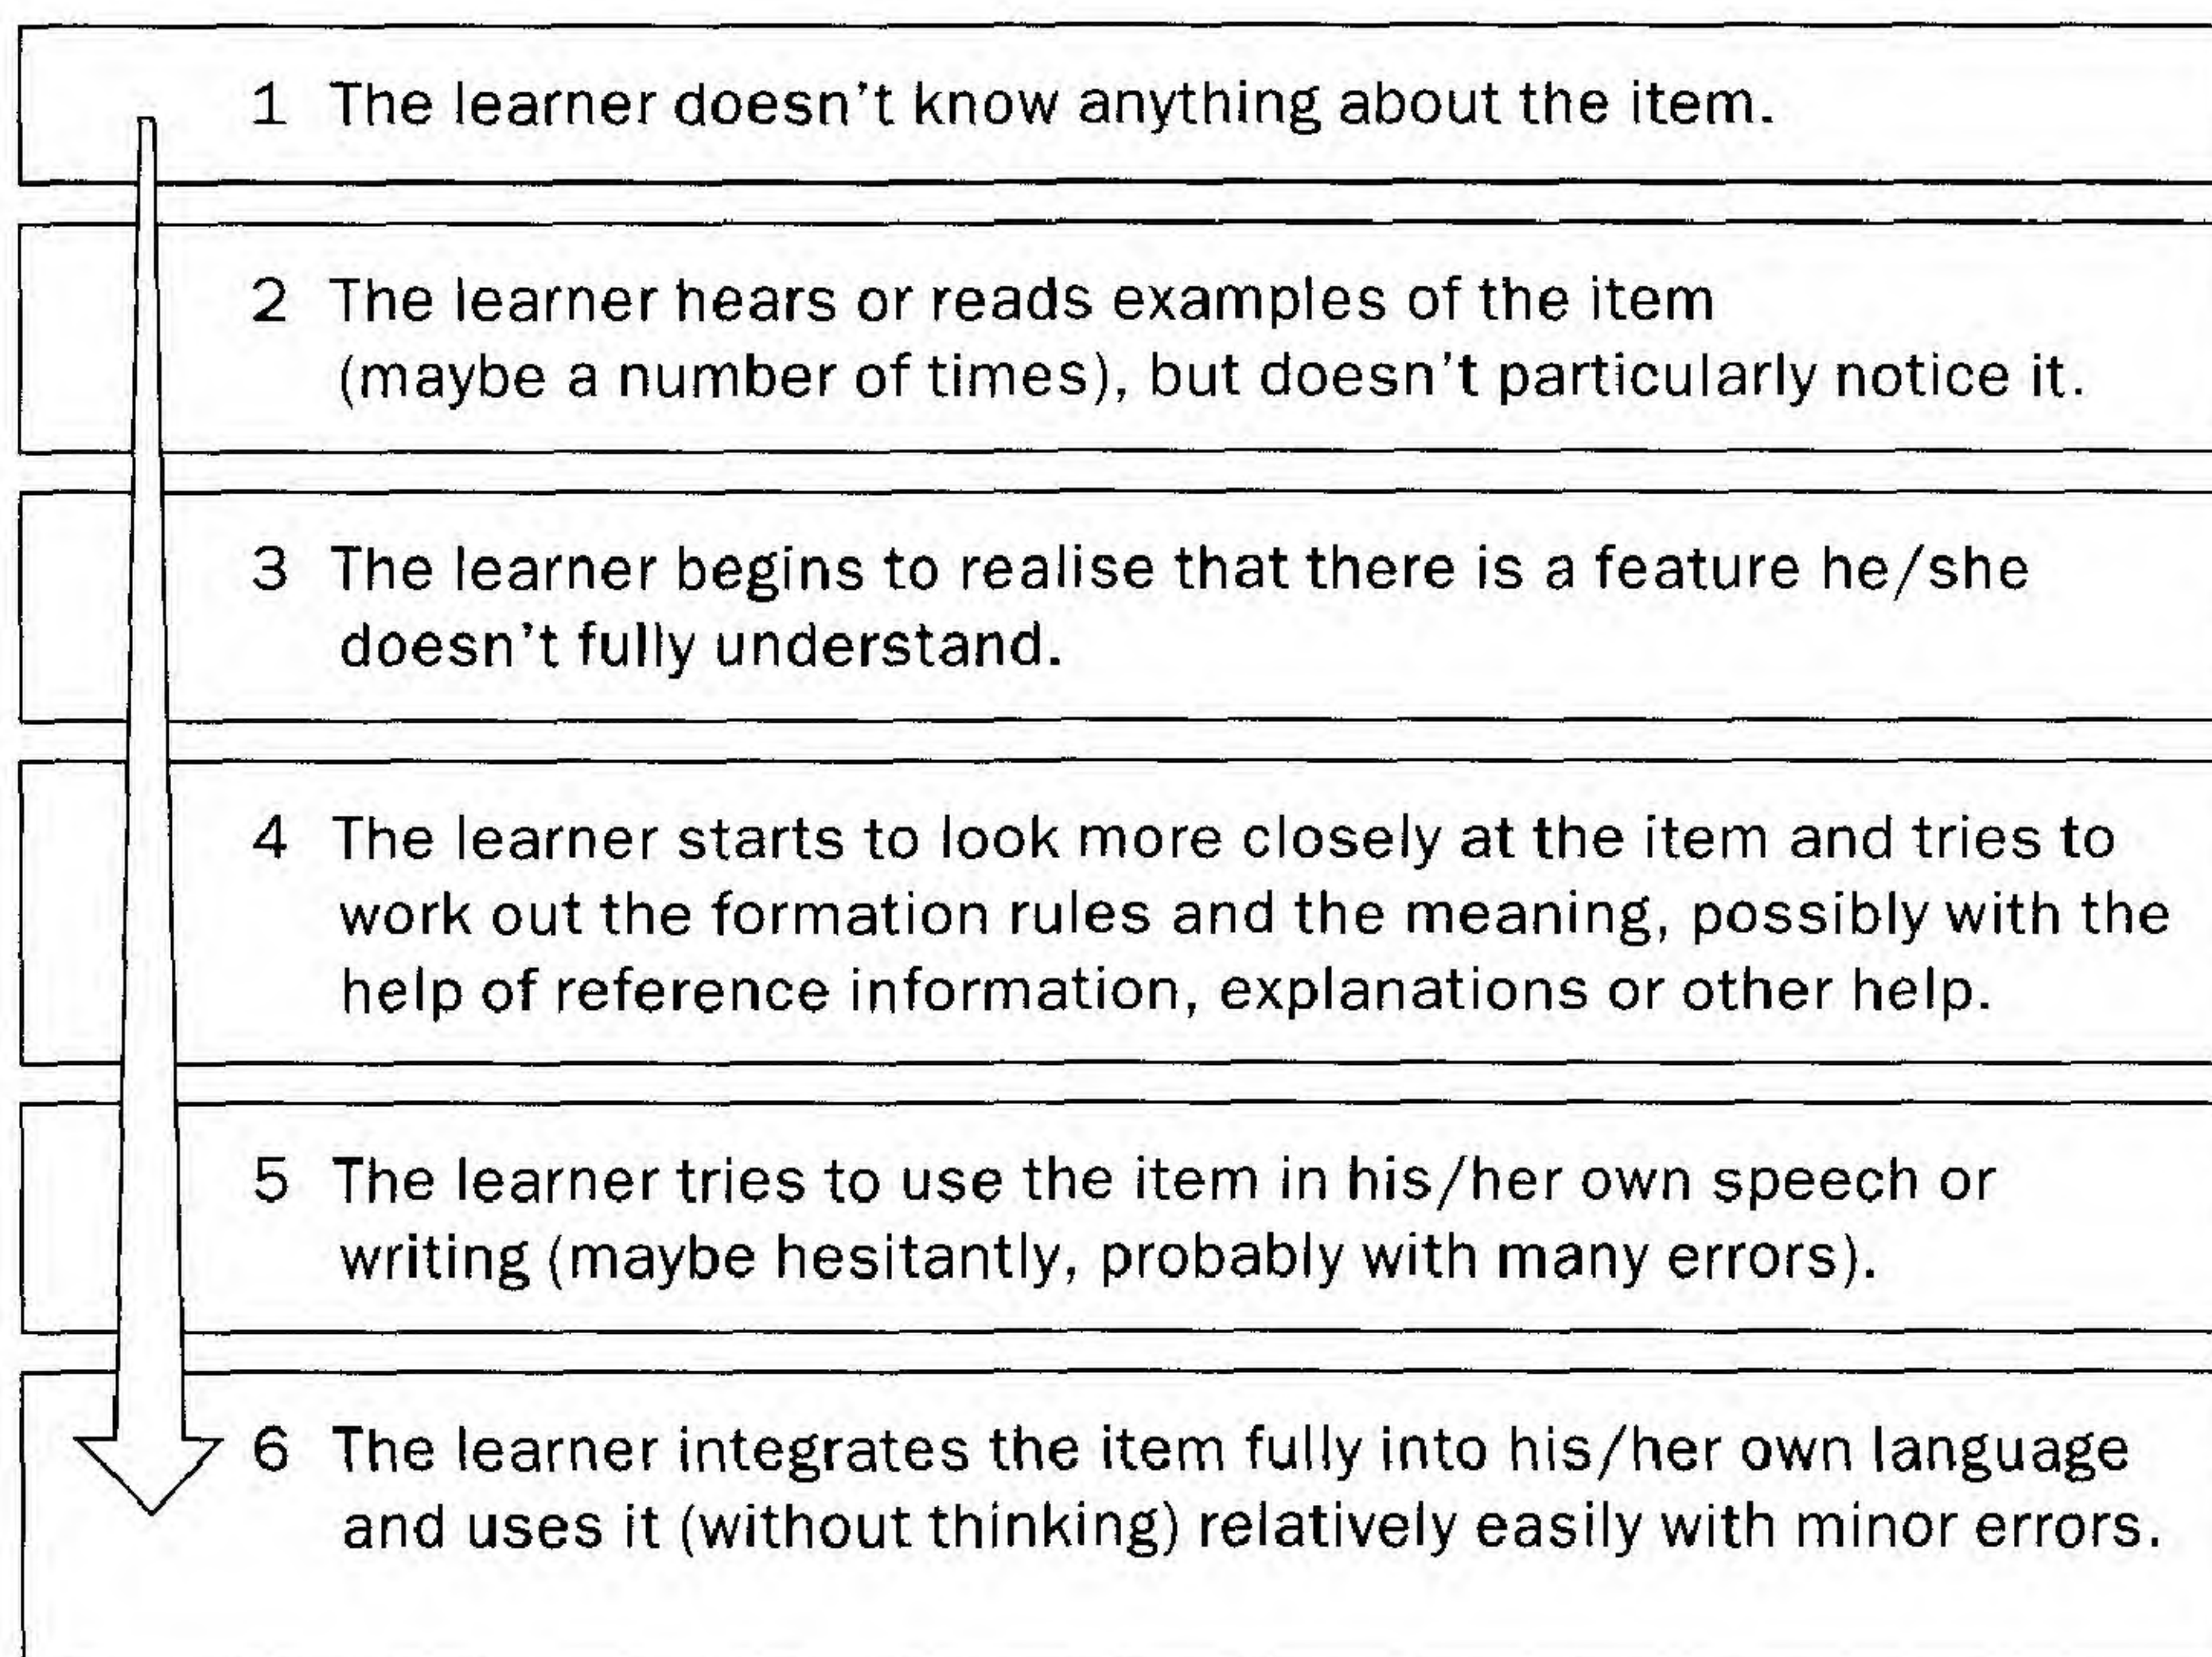 1 The learner doesn't know anything about the item.
2 The learner hears or reads examples of the item
(maybe a number of times), but doesn't particularly notice it.
3 The learner begins to realise that there is a feature he/she
doesn't fully understand.
4 The learner starts to look more closely at the item and tries to
work out the formation rules and the meaning, possibly with the
help of reference information, explanations or other help.
5 The learner tries to use the item in his/her own speech or
writing (maybe hesitantly, probably with many errors).
6 The learner integrates the item fully into his/her own language
and uses it (without thinking) relatively easily with minor errors.